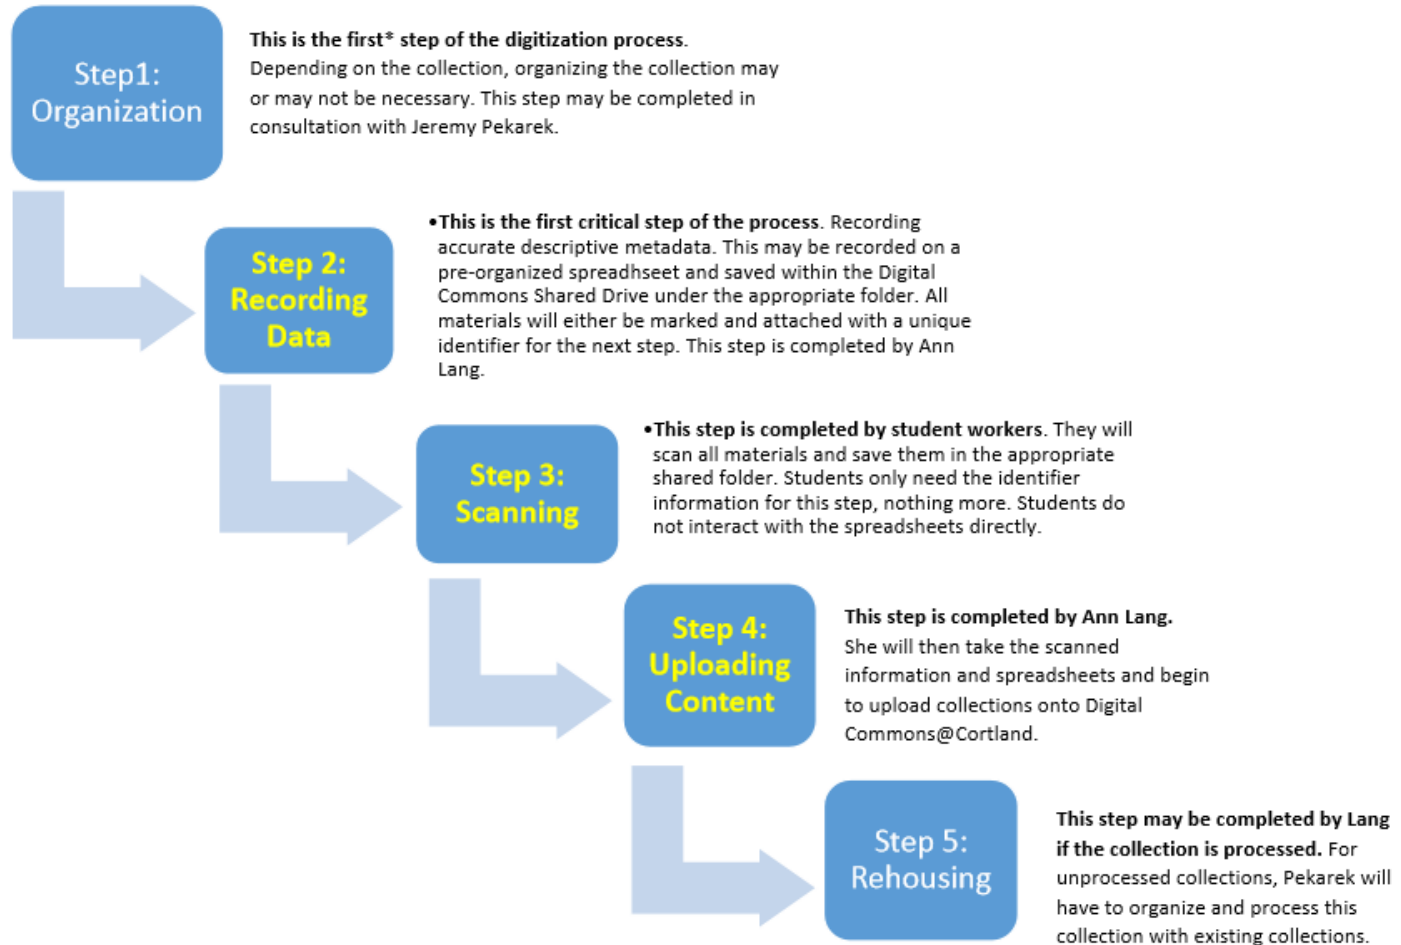 Step1:
Organization
This is the first* step of the digitization process.
Depending on the collection, organizing the collection may
or may not be necessary. This step may be completed in
consultation with Jeremy Pekarek.
Step 2:
Recording
Data
•This is the first critical step of the process. Recording
accurate descriptive metadata. This may be recorded on a
pre-organized spreadhseet and saved within the Digital
Commons Shared Drive under the appropriate folder. All
materials will either be marked and attached with a unique
identifier for the next step. This step is completed by Ann
Lang.
Step 3:
Scanning
•This step is completed by student workers. They will
scan all materials and save them in the appropriate
shared folder. Students only need the identifier
information for this step, nothing more. Students do
not interact with the spreadsheets directly.
Step 4:
Uploading
Content
This step is completed by Ann Lang.
She will then take the scanned
information and spreadsheets and begin
to upload collections onto Digital
Commons@Cortland.
Step 5:
Rehousing
This step may be completed by Lang
if the collection is processed. For
unprocessed collections, Pekarek will
have to organize and process this
collection with existing collections.